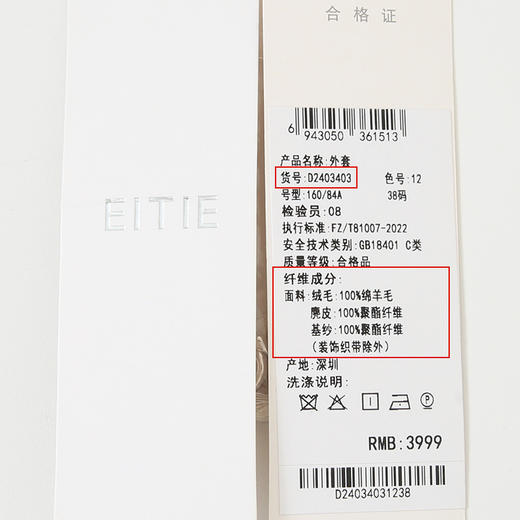 EITIE
合格证
6 943050 361513
产品名称:外套
货号:D2403403 色号:12
号型:160/84A 38码
检验员:08
执行标准:FZ/T81007-2022
安全技术类别:GB18401 C类
质量等级:合格品
纤维成分:
面料:绒毛:100%绵羊毛
麂皮:100%聚酯纤维
基纱:100%聚酯纤维
(装饰织带除外)
产地:深圳
洗涤说明:
RMB:3999
D24034031238